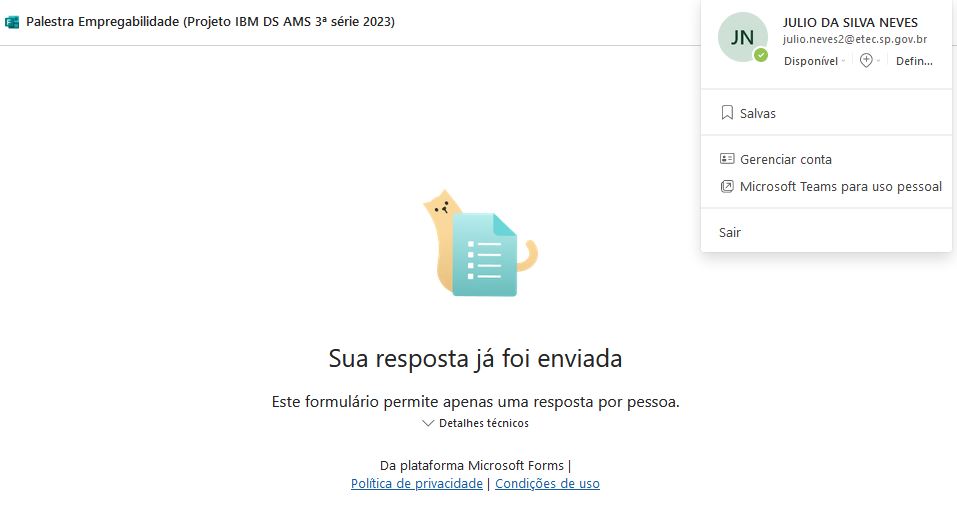 Palestra Empregabilidade (Projeto IBM DS AMS 3ª série 2023)
JN
JULIO DA SILVA NEVES
julio.neves2@etec.sp.gov.br
Disponível
Defin...
Salvas
Gerenciar conta
Microsoft Teams para uso pessoal
Sair
Sua resposta já foi enviada
Este formulário permite apenas uma resposta por pessoa.
Detalhes técnicos
Da plataforma Microsoft Forms |
Política de privacidade | Condições de uso